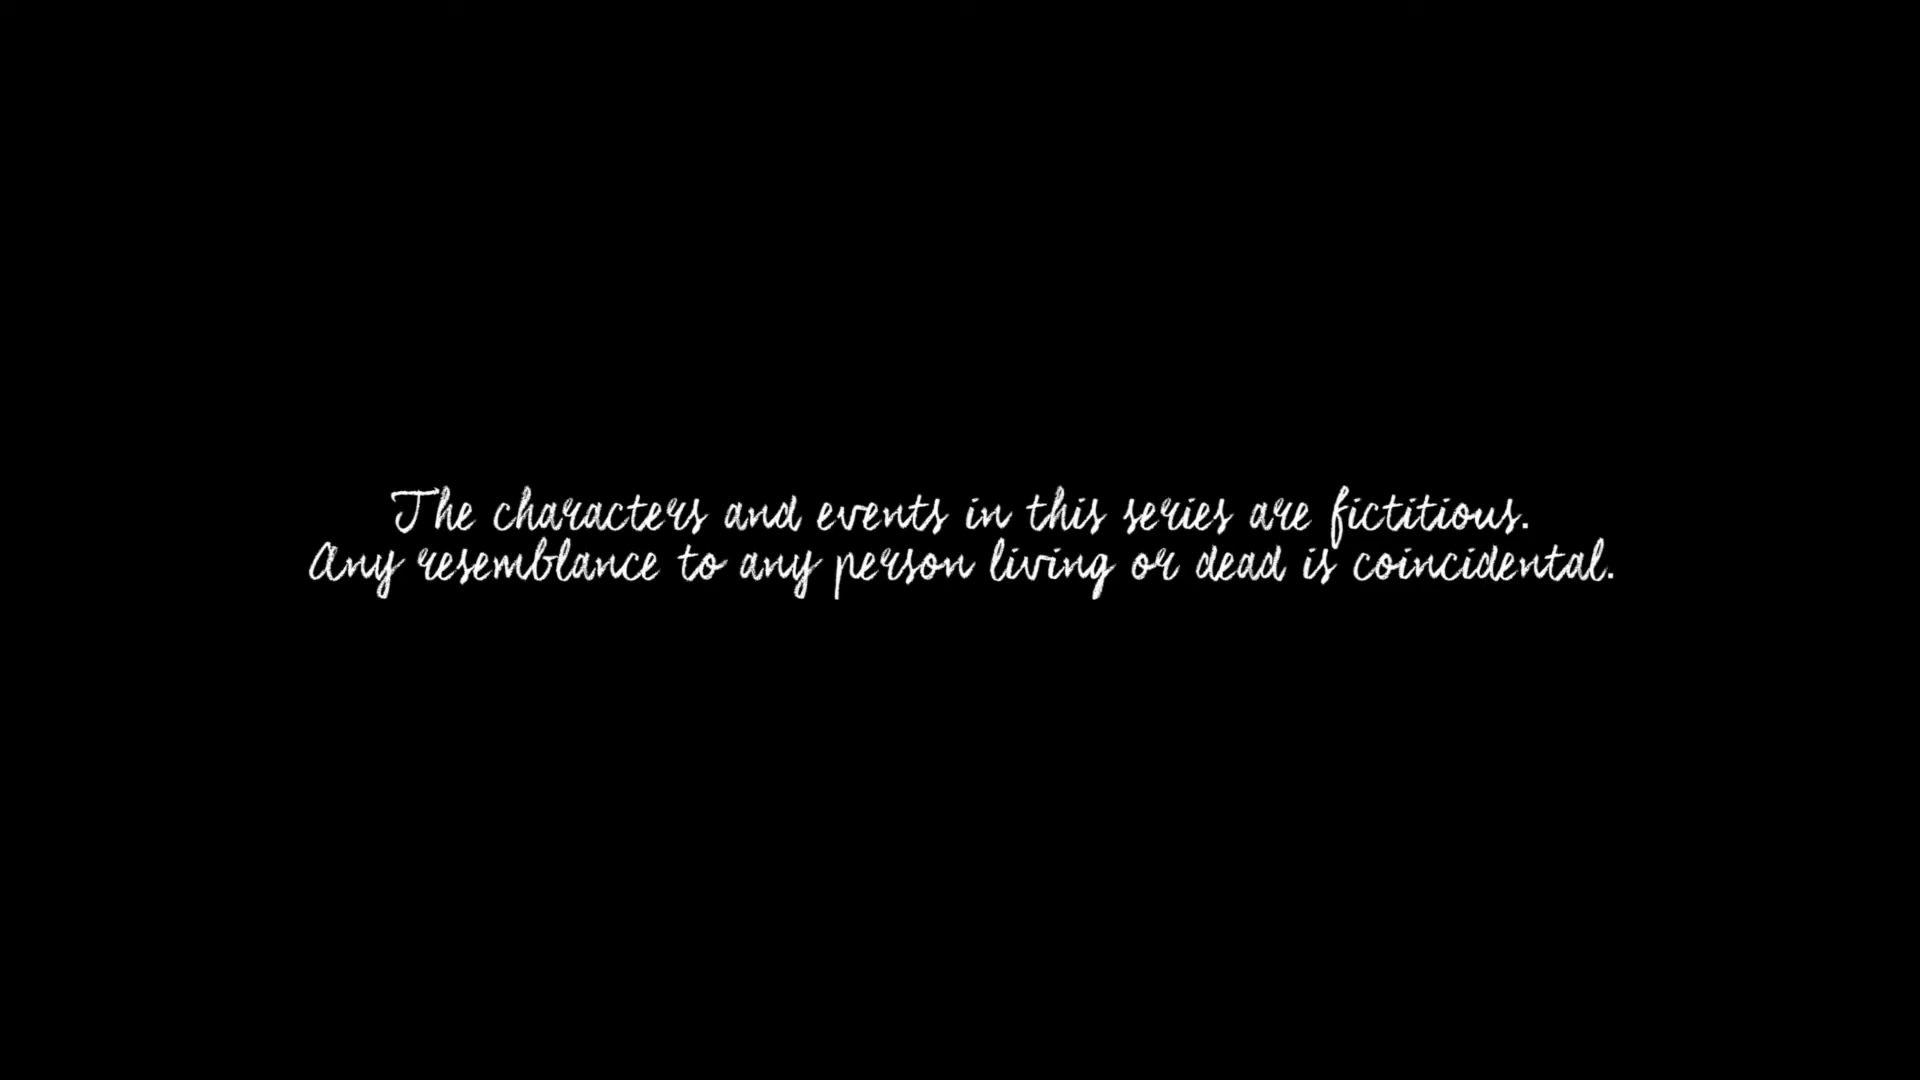 The characters and events in this series are fictitious.
Any resemblance to any person living or dead is coincidental.